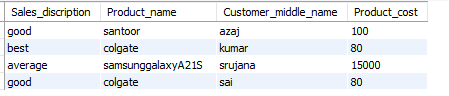 Sales_discription Product_name Customer_middle_name Product_cost
good santoor azaj 100
best colgate kumar 80
average samsunggalaxyA21S srujana 15000
good colgate sai 80